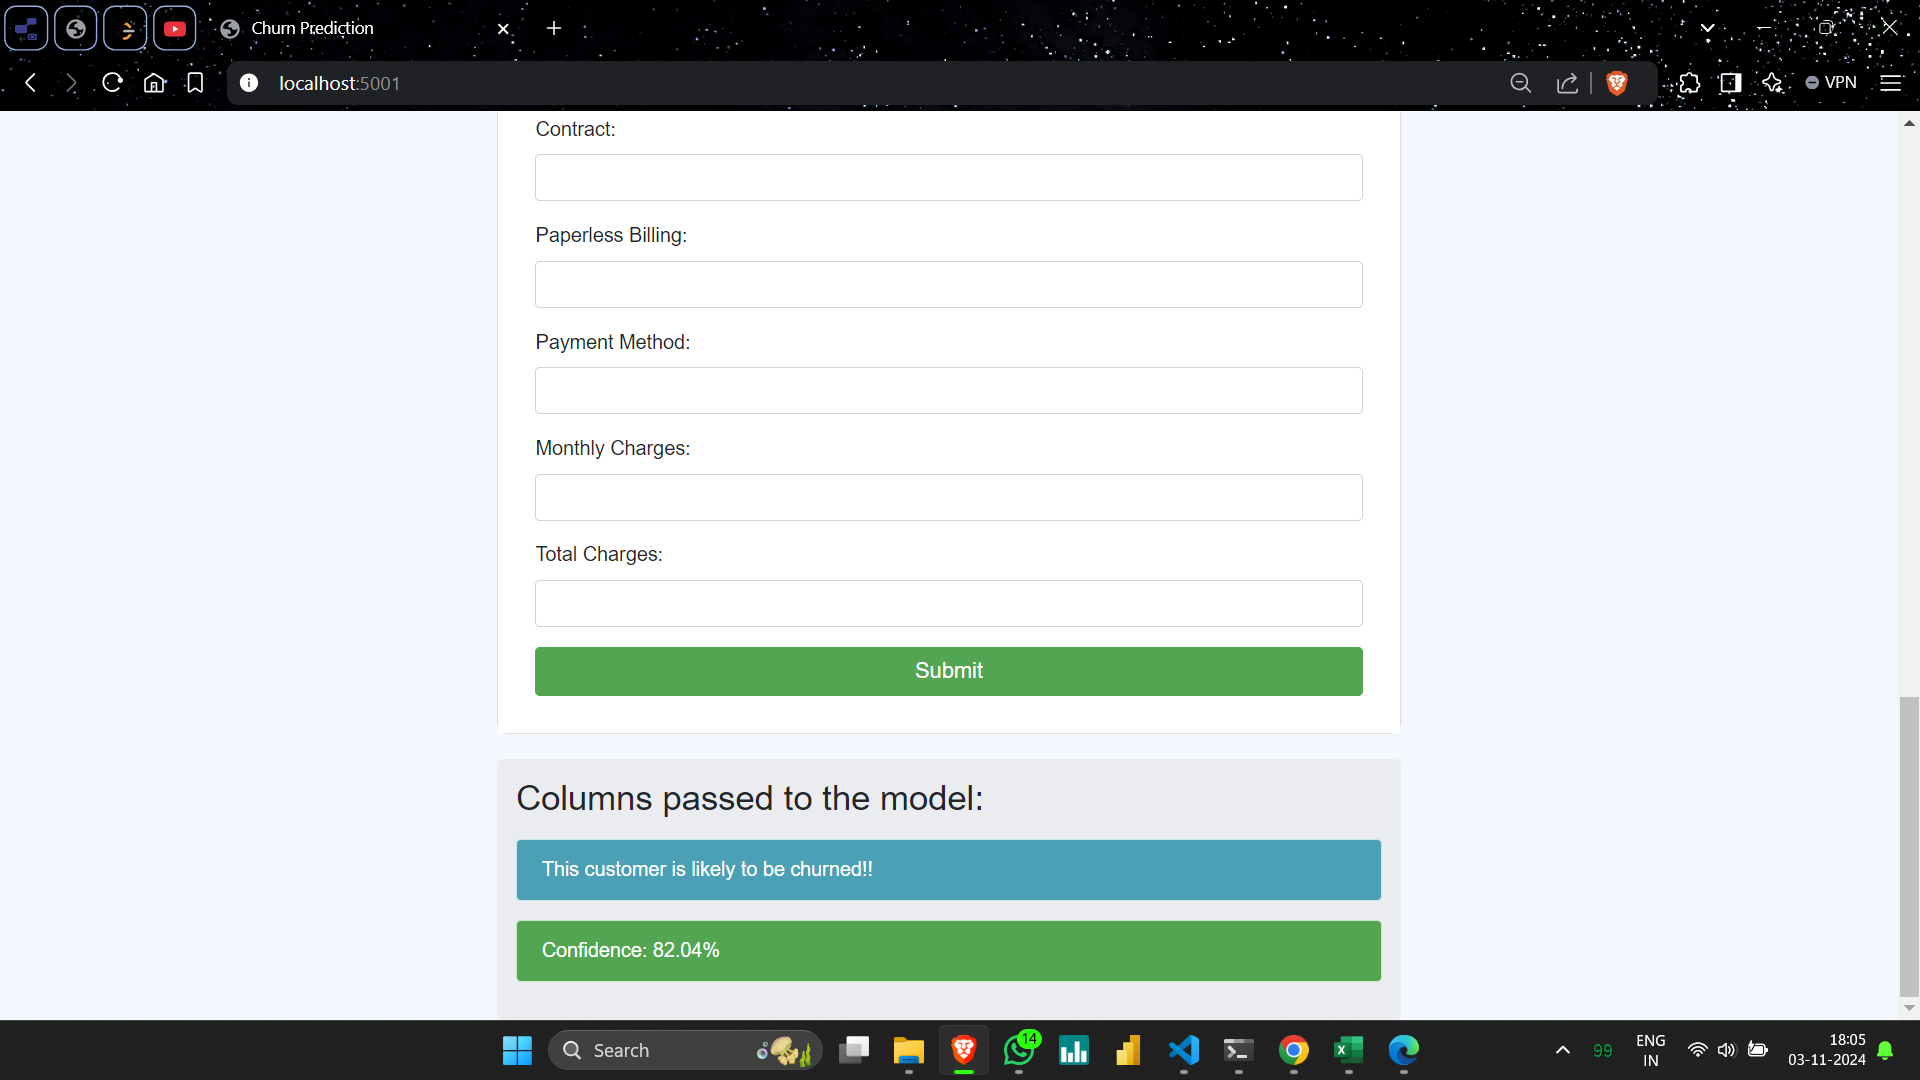 Churn Prediction
localhost:5001
VPN
Contract:
Paperless Billing:
Payment Method:
Monthly Charges:
Total Charges:
Submit
Columns passed to the model:
This customer is likely to be churned!!
Confidence: 82.04%
Search
14
99
ENG
IN
18:05
03-11-2024